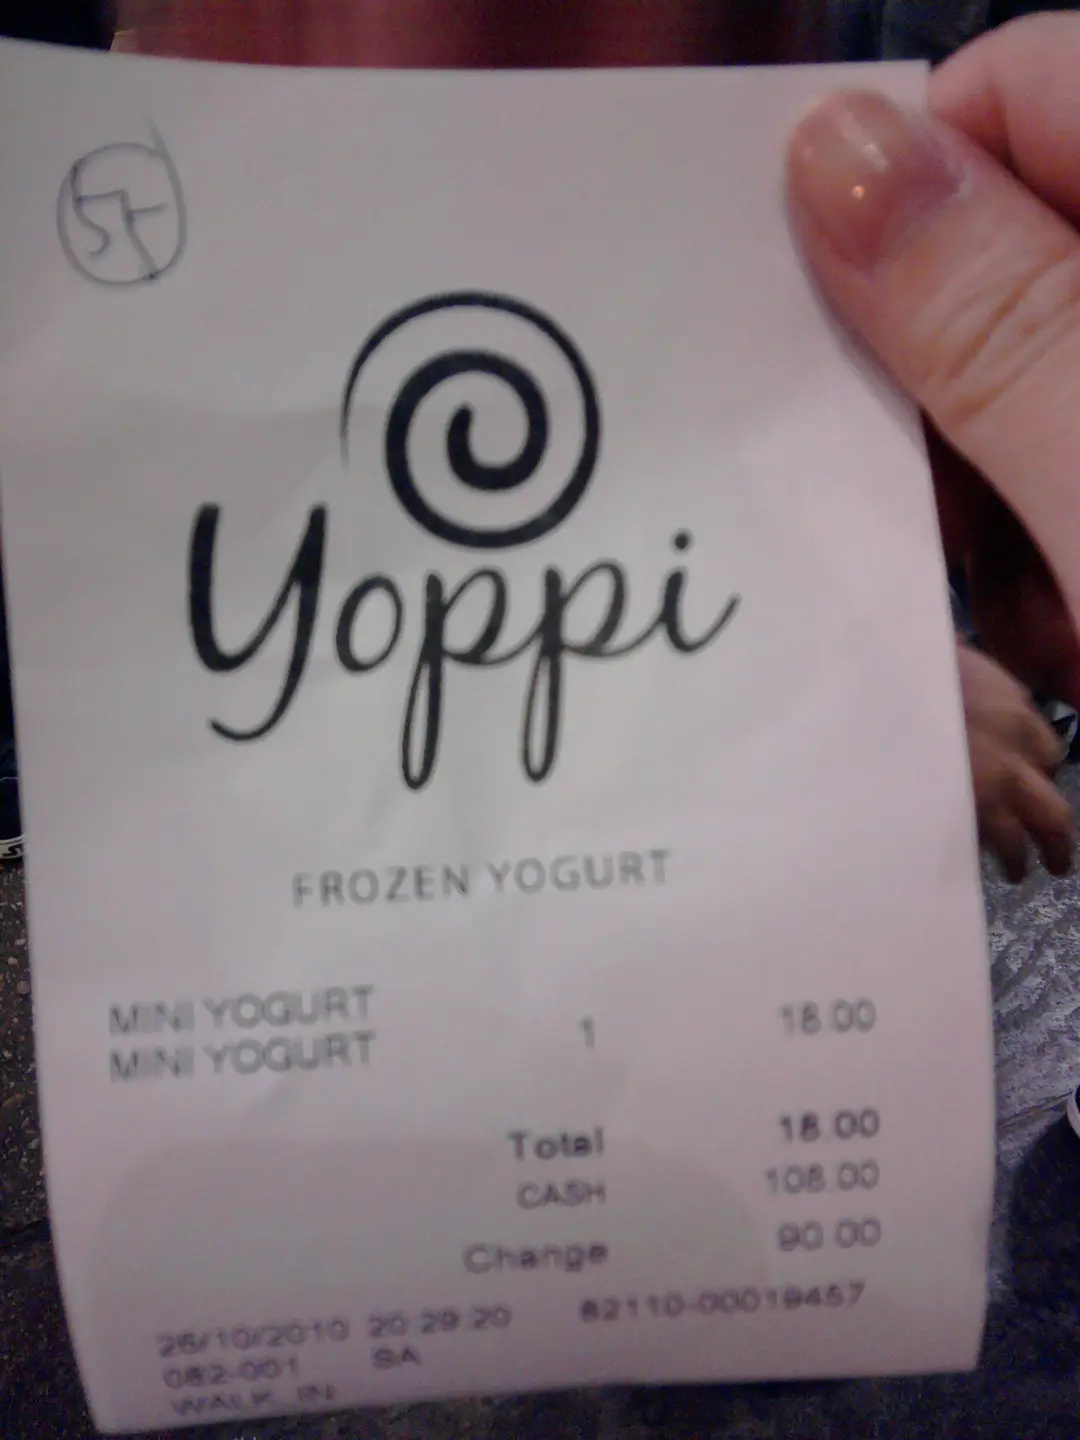 57
Yoppi
FROZEN YOGURT
MINI YOGURT
MINI YOGURT 1 18.00
Total 18.00
CASH 108.00
Change 90.00
26/10/2010 20:29:20 82110-00019457
082-001 SA
WALK IN